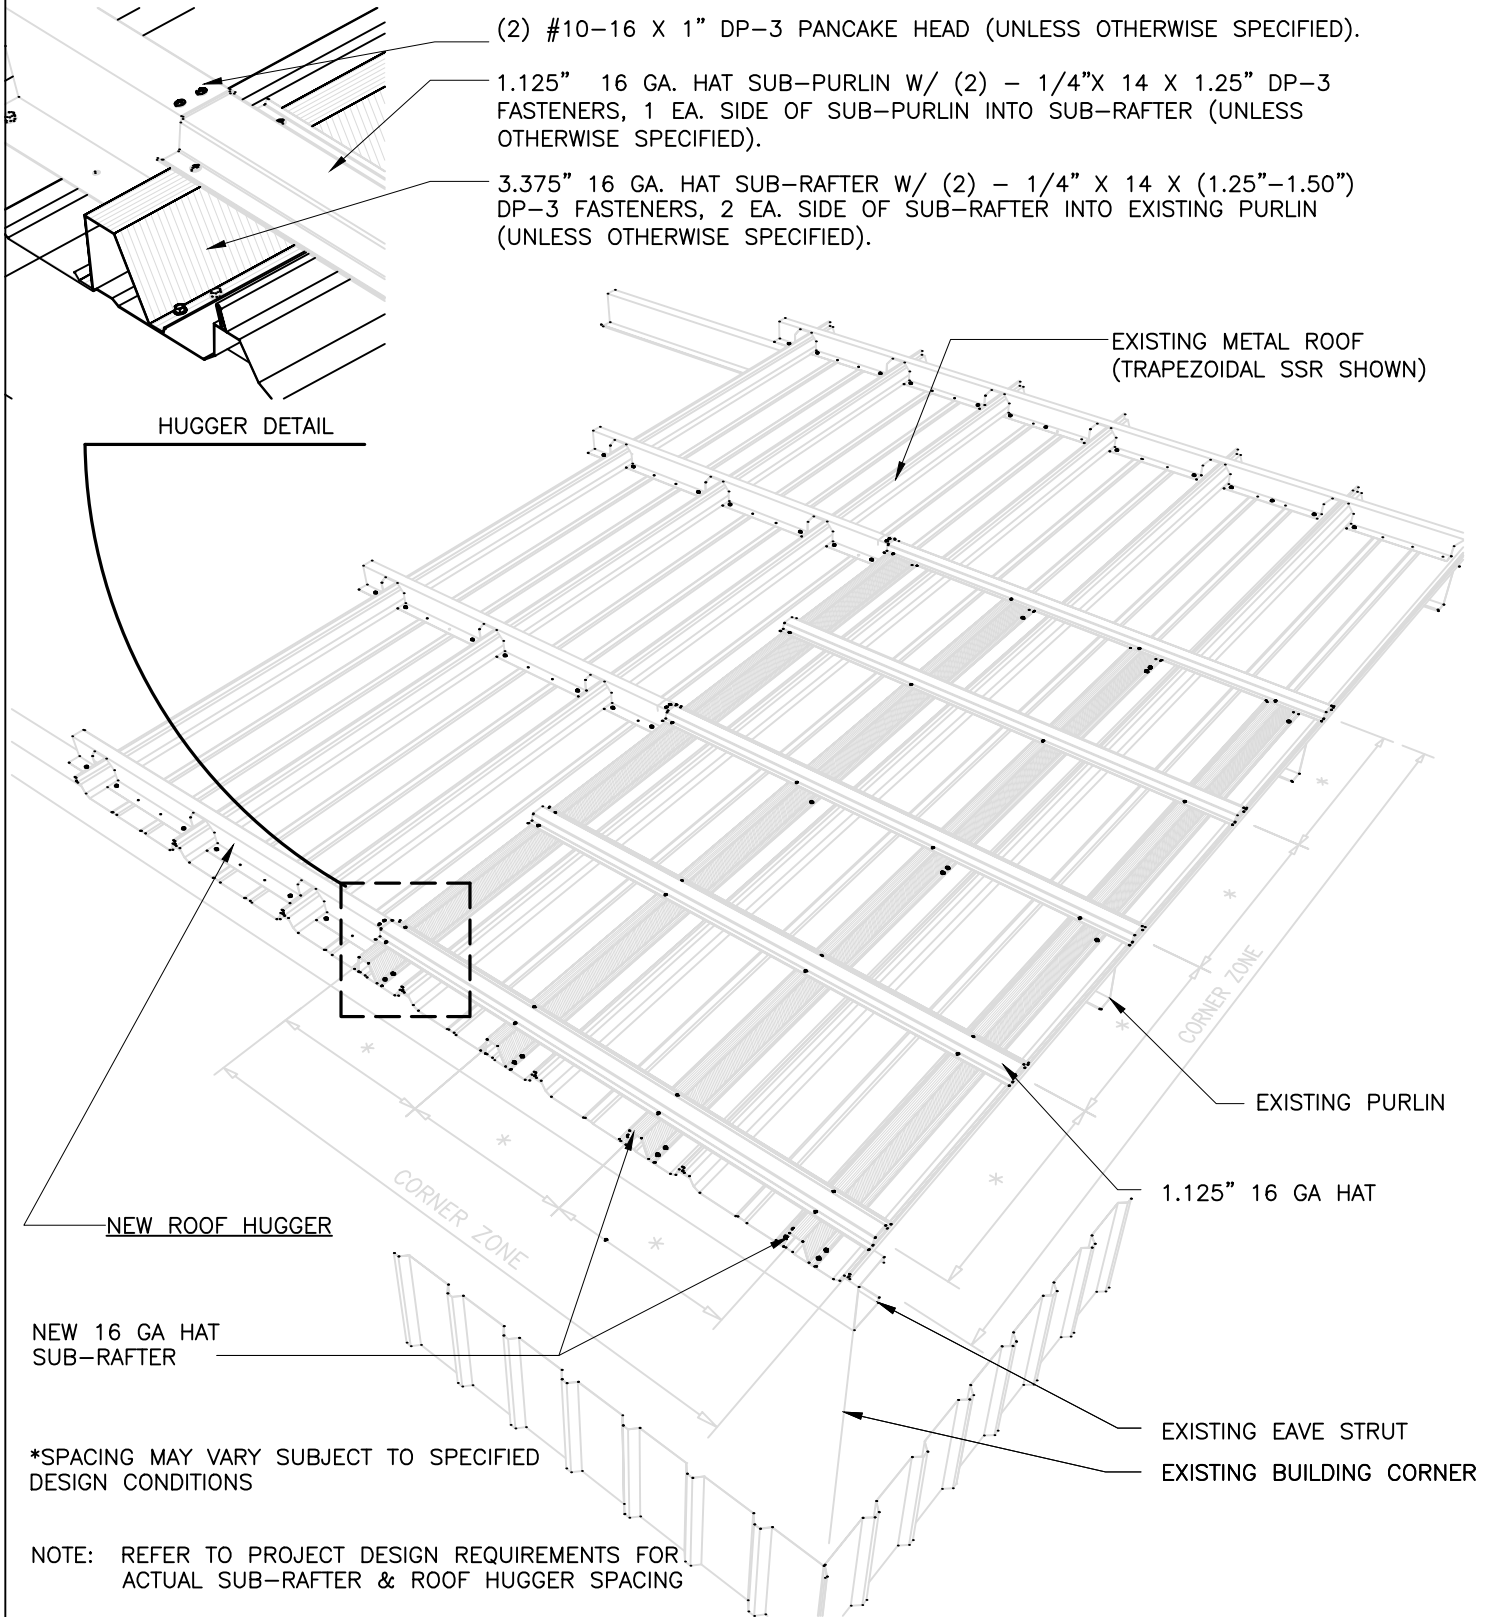 (2) #10-16 X 1" DP-3 PANCAKE HEAD (UNLESS OTHERWISE SPECIFIED).
1.125" 16 GA. HAT SUB-PURLIN W/ (2) - 1/4"X 14 X 1.25" DP-3
FASTENERS, 1 EA. SIDE OF SUB-PURLIN INTO SUB-RAFTER (UNLESS
OTHERWISE SPECIFIED).
3.375" 16 GA. HAT SUB-RAFTER W/ (2) - 1/4" X 14 X (1.25"-1.50")
DP-3 FASTENERS, 2 EA. SIDE OF SUB-RAFTER INTO EXISTING PURLIN
(UNLESS OTHERWISE SPECIFIED).
EXISTING METAL ROOF
(TRAPEZOIDAL SSR SHOWN)
HUGGER DETAIL
*
*
CORNER ZONE
*
*
*
*
*
CORNER ZONE
EXISTING PURLIN
1.125" 16 GA HAT
NEW ROOF HUGGER
NEW 16 GA HAT
SUB-RAFTER
EXISTING EAVE STRUT
EXISTING BUILDING CORNER
*SPACING MAY VARY SUBJECT TO SPECIFIED
DESIGN CONDITIONS
NOTE: REFER TO PROJECT DESIGN REQUIREMENTS FOR
ACTUAL SUB-RAFTER & ROOF HUGGER SPACING